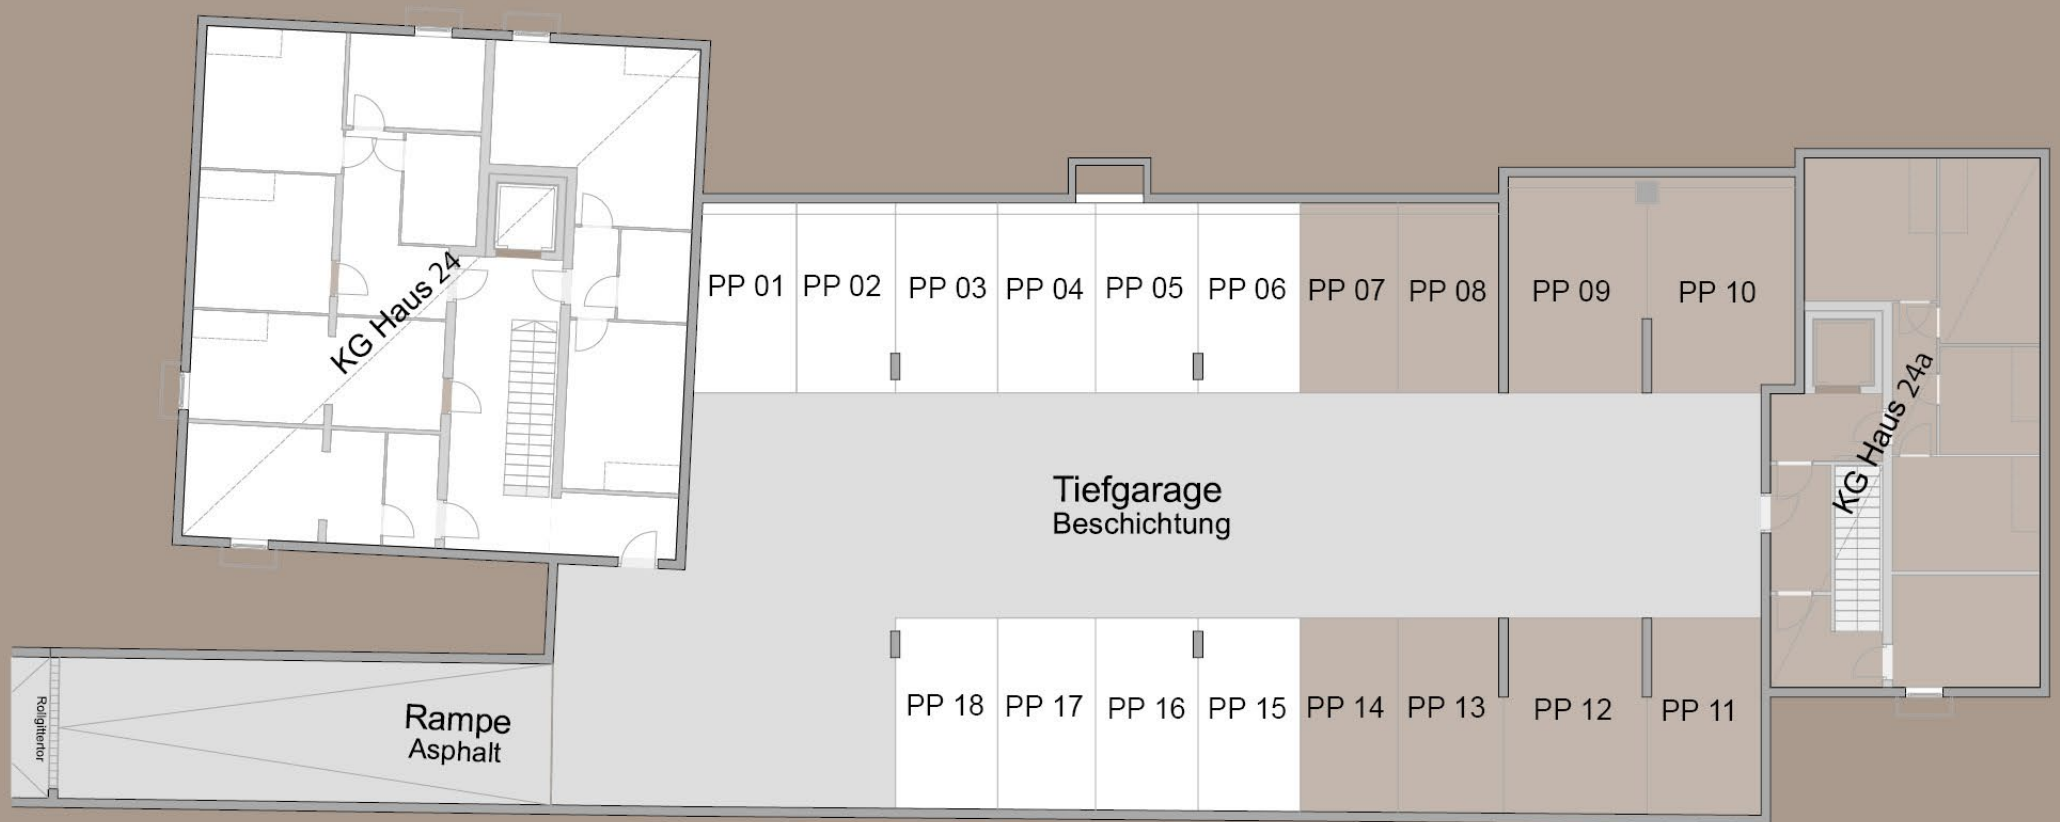 KG Haus 24
PP 01
PP 02
PP 03
PP 04
PP 05
PP 06
PP 07
PP 08
PP 09
PP 10
KG Haus 24a
Tiefgarage
Beschichtung
Rollgittertor
Rampe
Asphalt
PP 18
PP 17
PP 16
PP 15
PP 14
PP 13
PP 12
PP 11